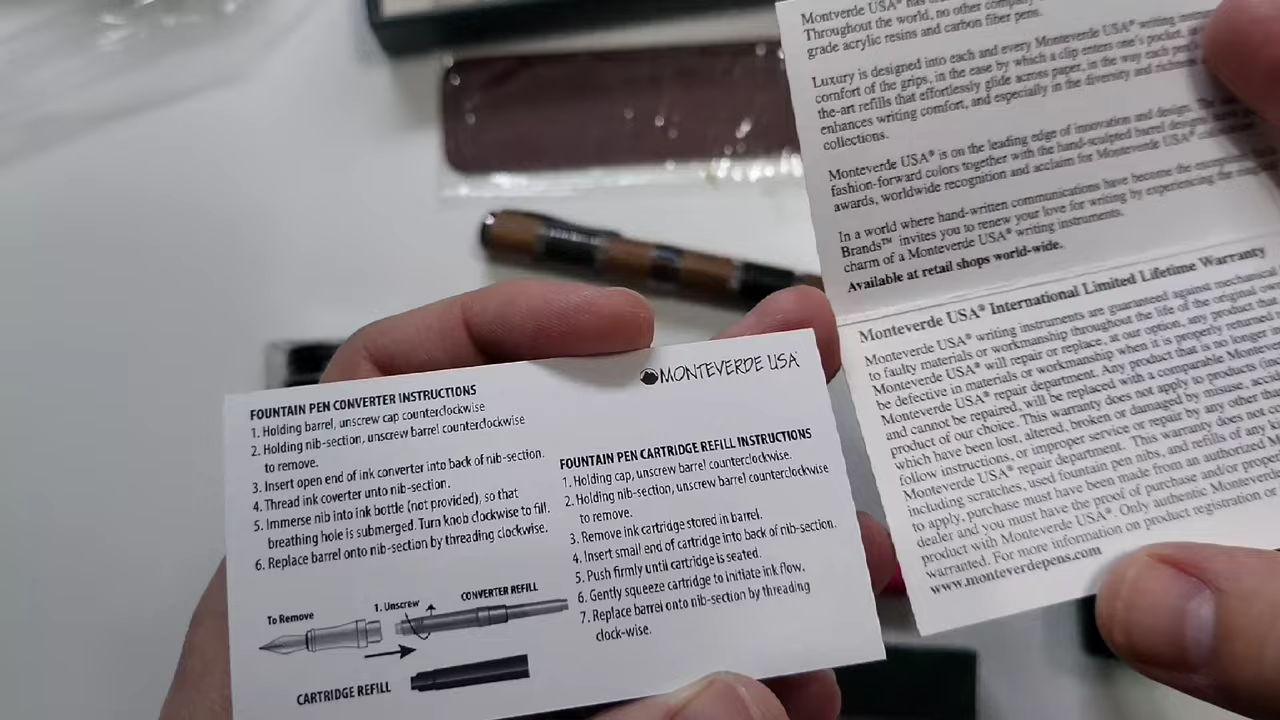 MONTEVERDE USA
FOUNTAIN PEN CONVERTER INSTRUCTIONS
1. Holding barrel, unscrew cap counterclockwise
2. Holding nib-section, unscrew barrel counterclockwise
to remove.
3. Insert open end of ink converter into back of nib-section.
4. Thread ink coverter unto nib-section.
5. Immerse nib into ink bottle (not provided), so that
breathing hole is submerged. Turn knob clockwise to fill.
6. Replace barrel onto nib-section by threading clockwise.
FOUNTAIN PEN CARTRIDGE REFILL INSTRUCTIONS
1. Holding cap, unscrew barrel counterclockwise.
2. Holding nib-section, unscrew barrel counterclockwise
to remove.
3. Remove ink cartridge stored in barrel.
4. Insert small end of cartridge into back of nib-section.
5. Push firmly until cartridge is seated.
6. Gently squeeze cartridge to initiate ink flow.
7. Replace barrel onto nib-section by threading
clock-wise.
To Remove
1. Unscrew
CONVERTER REFILL
CARTRIDGE REFILL
Montverde USA® has
Throughout the world, no other company
grade acrylic resins and carbon fiber pens.
Luxury is designed into each and every Monteverde USA® writing
comfort of the grips, in the ease by which a clip enters one's pocket,
the-art refills that effortlessly glide across paper, in the way each
enhances writing comfort, and especially in the diversity and
collections.
Monteverde USA® is on the leading edge of innovation and design. The
fashion-forward colors together with the hand-sculpted barrel designs
awards, worldwide recognition and acclaim for Monteverde USA®
In a world where hand-written communications have become the
Brands™ invites you to renew your love for writing by experiencing the
charm of a Monteverde USA® writing instruments.
Available at retail shops world-wide.
Monteverde USA® International Limited Lifetime Warranty
Monteverde USA® writing instruments are guaranteed against mechanical
to faulty materials or workmanship throughout the life of the original
Monteverde USA® will repair or replace, at our option, any product
be defective in materials or workmanship when it is properly returned
Monteverde USA® repair department. Any product that is no longer
and cannot be repaired, will be replaced with a comparable
product of our choice. This warranty does not apply to products
which have been lost, altered, broken or damaged by misuse,
follow instructions, or improper service or repair by any other
Monteverde USA® repair department. This warranty does not
including scratches, used fountain pen nibs, and refills of any
to apply, purchase must have been made from an authorized
dealer and you must have the proof of purchase and/or
product with Monteverde USA®. Only authentic
warranted. For more information on product registration or
www.monteverdepens.com